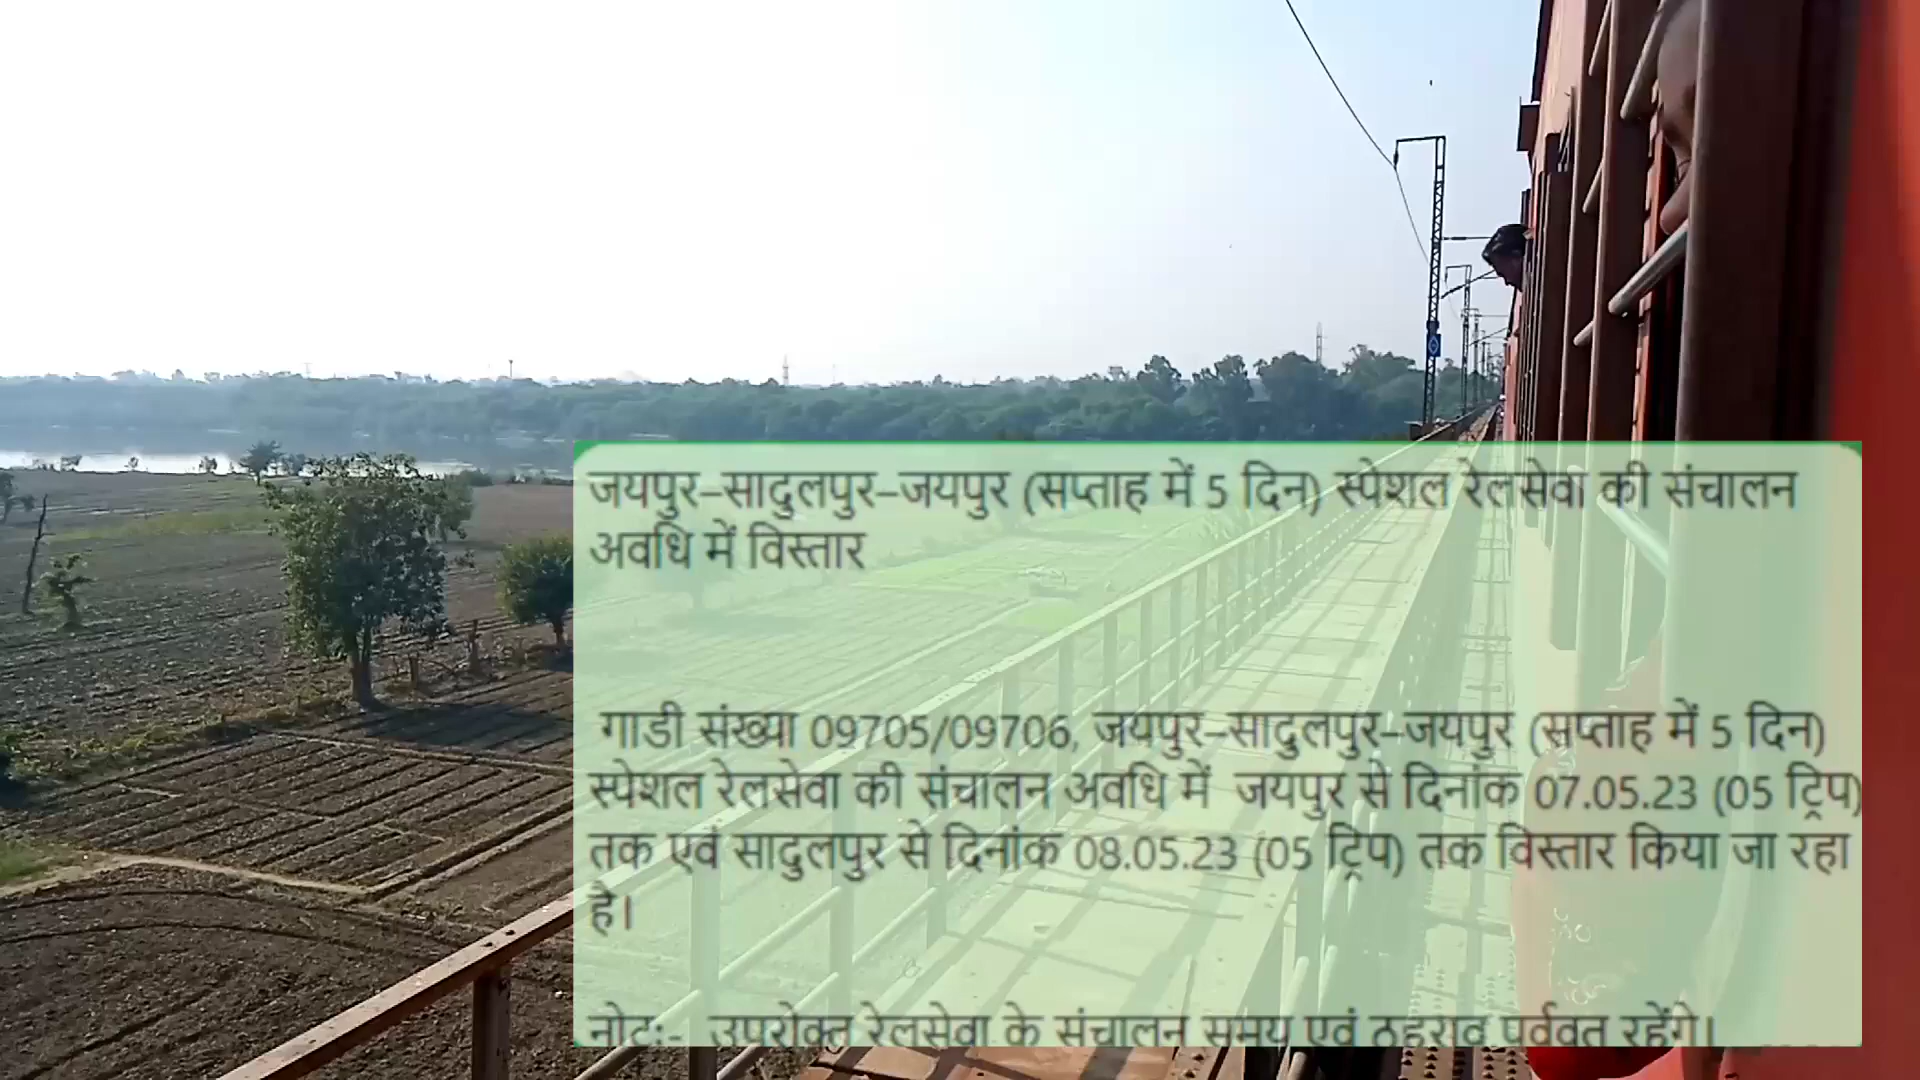 जयपुर–सादुलपुर–जयपुर (सप्ताह में 5 दिन) स्पेशल रेलसेवा की संचालन
अवधि में विस्तार
गाडी संख्या 09705/09706, जयपुर–सादुलपुर–जयपुर (सप्ताह में 5 दिन)
स्पेशल रेलसेवा की संचालन अवधि में जयपुर से दिनांक 07.05.23 (05 ट्रिप)
तक एवं सादुलपुर से दिनांक 08.05.23 (05 ट्रिप) तक विस्तार किया जा रहा
है।
नोटः- उपरोक्त रेलसेवा के संचालन समय एवं ठहराव पूर्ववत रहेंगे।